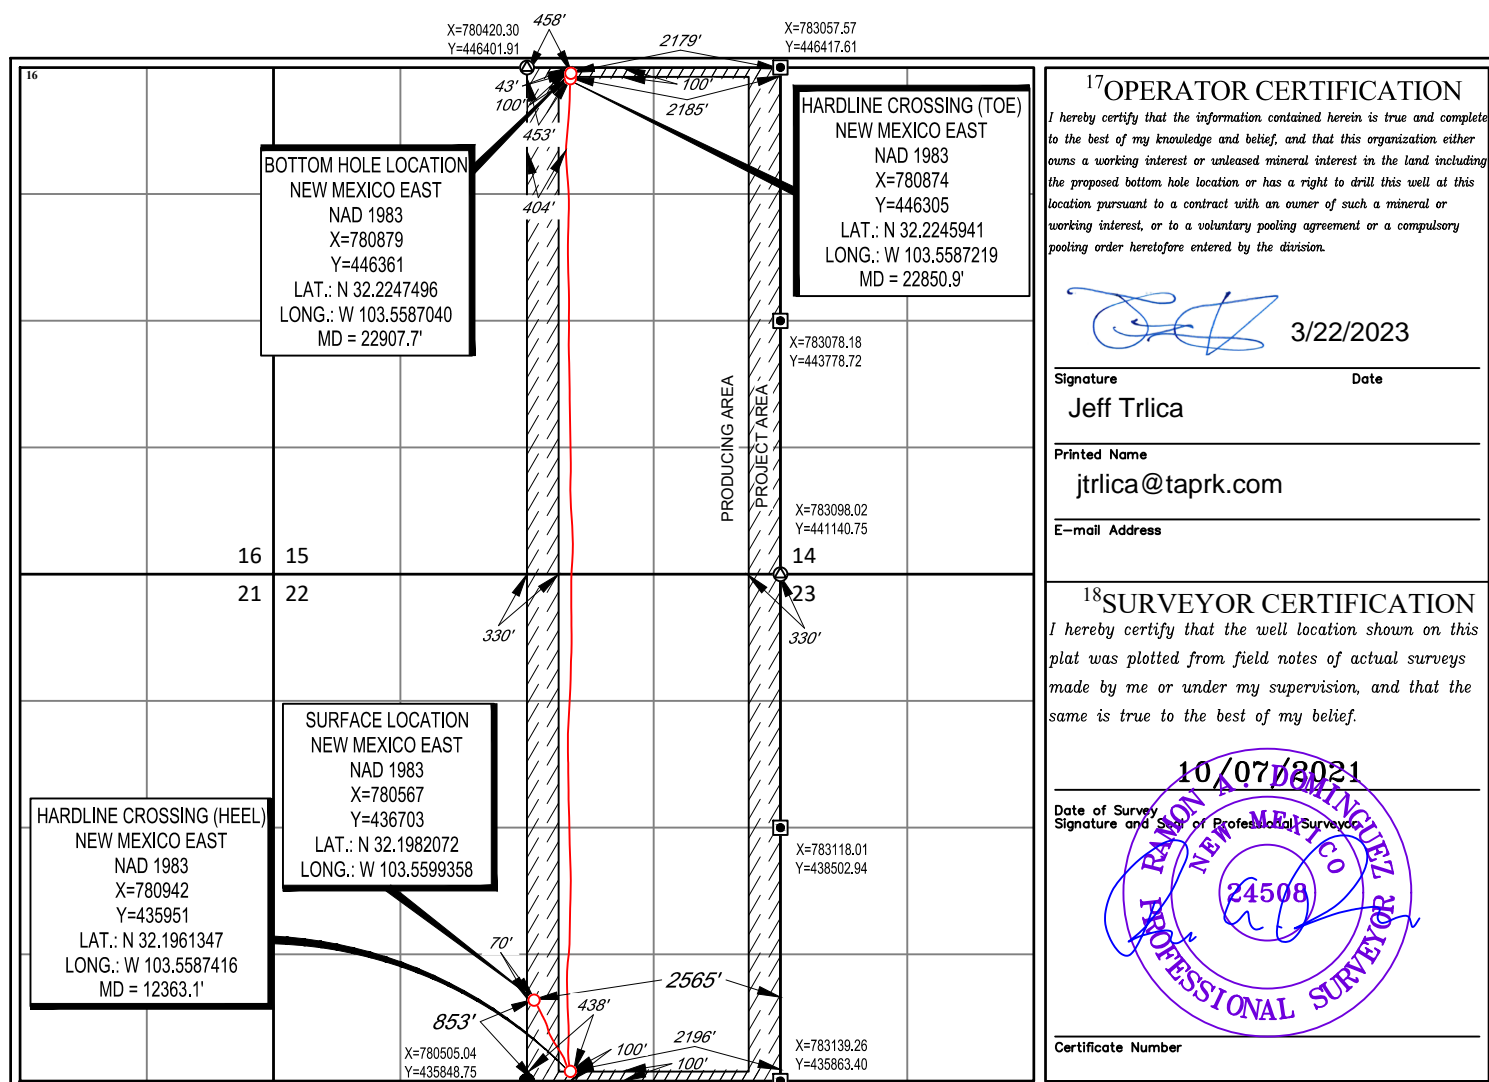 X=780420.30
Y=446401.91
458'
2179'
X=783057.57
Y=446417.61
16
43'
100'
453'
404'
100'
2185'
BOTTOM HOLE LOCATION
NEW MEXICO EAST
NAD 1983
X=780879
Y=446361
LAT.: N 32.2247496
LONG.: W 103.5587040
MD = 22907.7'
HARDLINE CROSSING (TOE)
NEW MEXICO EAST
NAD 1983
X=780874
Y=446305
LAT.: N 32.2245941
LONG.: W 103.5587219
MD = 22850.9'
X=783078.18
Y=443778.72
PRODUCING AREA
PROJECT AREA
X=783098.02
Y=441140.75
16 15
14
21 22
23
330'
330'
SURFACE LOCATION
NEW MEXICO EAST
NAD 1983
X=780567
Y=436703
LAT.: N 32.1982072
LONG.: W 103.5599358
HARDLINE CROSSING (HEEL)
NEW MEXICO EAST
NAD 1983
X=780942
Y=435951
LAT.: N 32.1961347
LONG.: W 103.5587416
MD = 12363.1'
X=783118.01
Y=438502.94
70'
2565'
853'
438'
2196'
100'
100'
X=780505.04
Y=435848.75
X=783139.26
Y=435863.40
17OPERATOR CERTIFICATION
I hereby certify that the information contained herein is true and complete
to the best of my knowledge and belief, and that this organization either
owns a working interest or unleased mineral interest in the land including
the proposed bottom hole location or has a right to drill this well at this
location pursuant to a contract with an owner of such a mineral or
working interest, or to a voluntary pooling agreement or a compulsory
pooling order heretofore entered by the division.
3/22/2023
Signature Date
Jeff Trlica
Printed Name
jtrlica@taprk.com
E-mail Address
18SURVEYOR CERTIFICATION
I hereby certify that the well location shown on this
plat was plotted from field notes of actual surveys
made by me or under my supervision, and that the
same is true to the best of my belief.
10/07/2021
Date of Survey
Signature and Seal of Professional Surveyor
RAMON A. DOMINGUEZ
NEW MEXICO
24508
PROFESSIONAL SURVEYOR
Certificate Number